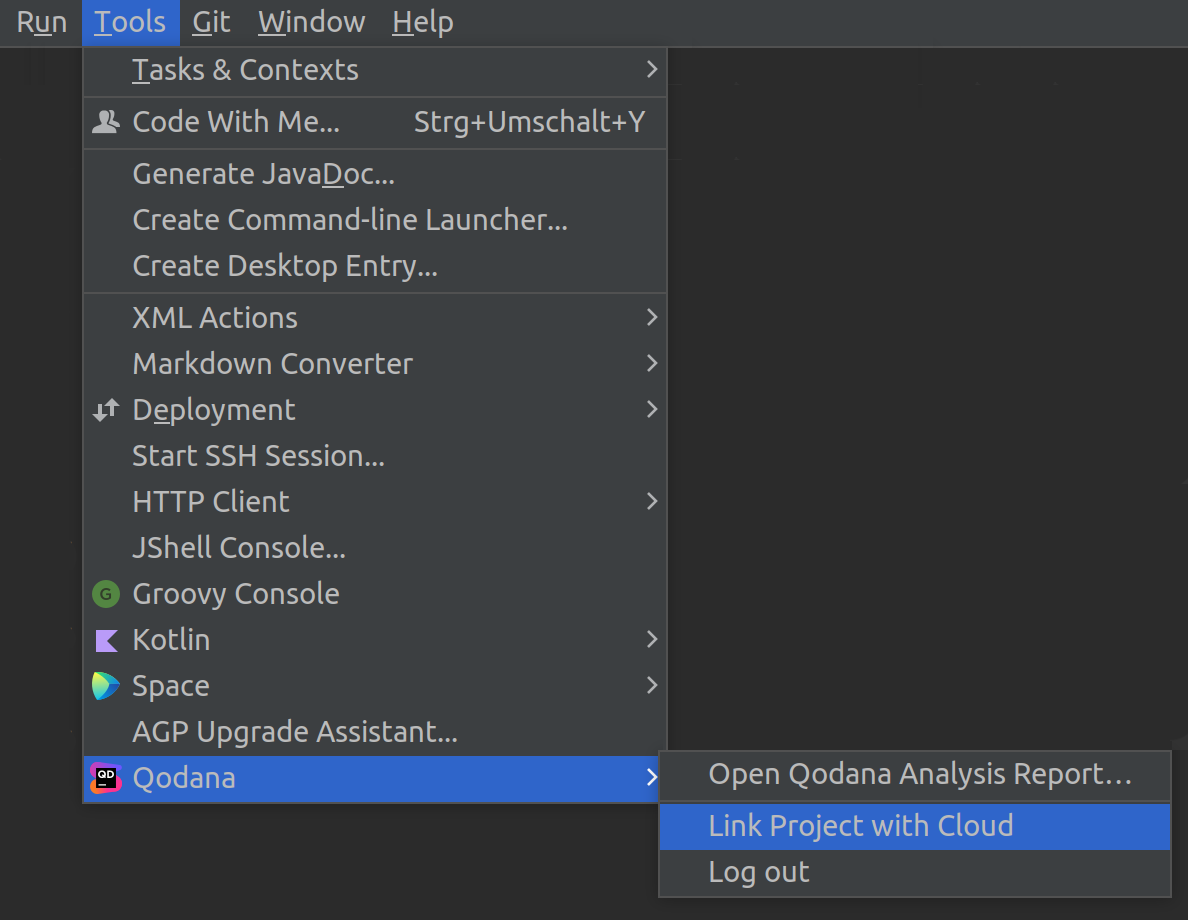 Run Tools Git Window Help
Tasks & Contexts
Code With Me... Strg+Umschalt+Y
Generate JavaDoc...
Create Command-line Launcher...
Create Desktop Entry...
XML Actions
Markdown Converter
Deployment
Start SSH Session...
HTTP Client
JShell Console...
G Groovy Console
Kotlin
Space
AGP Upgrade Assistant...
QD Qodana
Open Qodana Analysis Report...
Link Project with Cloud
Log out